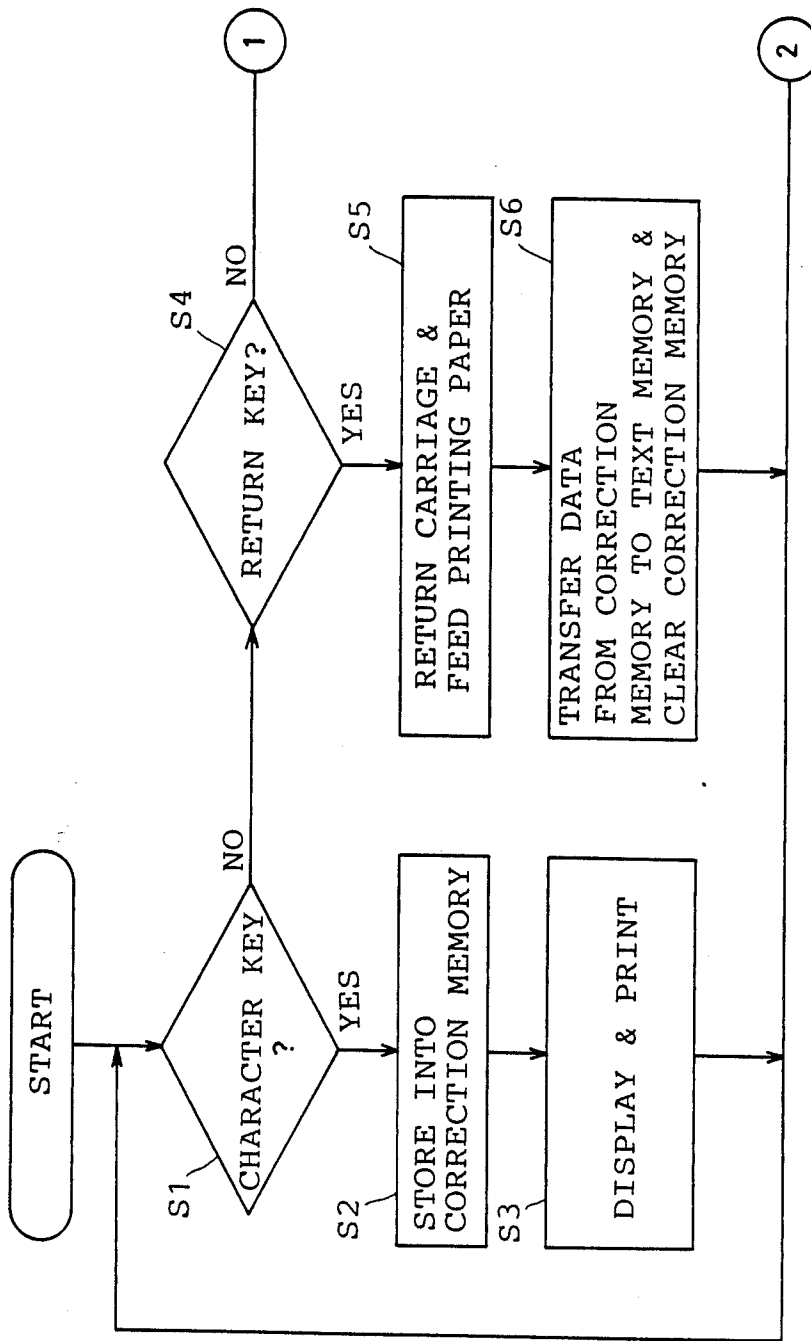 START
S1
CHARACTER KEY
?
NO
YES
S2
STORE INTO
CORRECTION MEMORY
S3
DISPLAY & PRINT
S4
RETURN KEY?
NO
YES
S5
RETURN CARRIAGE &
FEED PRINTING PAPER
S6
TRANSFER DATA
FROM CORRECTION
MEMORY TO TEXT MEMORY &
CLEAR CORRECTION MEMORY
1
2